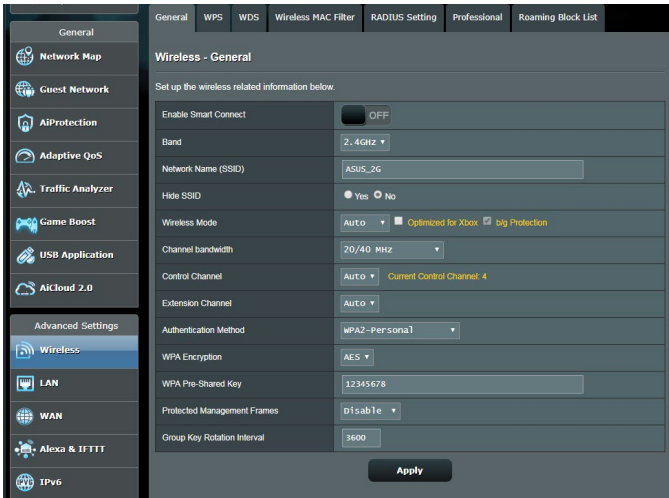 General
Network Map
Guest Network
AiProtection
Adaptive QoS
Traffic Analyzer
Game Boost
USB Application
AiCloud 2.0
Advanced Settings
Wireless
LAN
WAN
Alexa & IFTTT
IPv6
General WPS WDS Wireless MAC Filter RADIUS Setting Professional Roaming Block List
Wireless - General
Set up the wireless related information below.
Enable Smart Connect OFF
Band 2.4GHz
Network Name (SSID) ASUS_2G
Hide SSID Yes No
Wireless Mode Auto Optimized for Xbox b/g Protection
Channel bandwidth 20/40 MHz
Control Channel Auto Current Control Channel: 4
Extension Channel Auto
Authentication Method WPA2-Personal
WPA Encryption AES
WPA Pre-Shared Key 12345678
Protected Management Frames Disable
Group Key Rotation Interval 3600
Apply